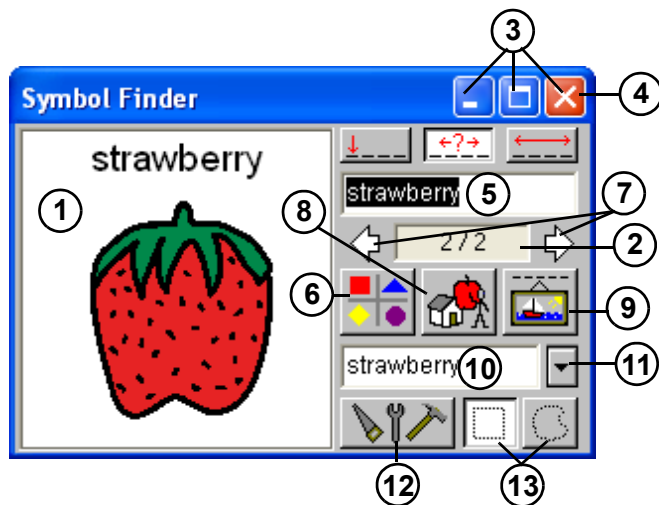 3
Symbol Finder
4
strawberry
←?→
1
strawberry
5
8
7
2 / 2
2
6
9
strawberry
10
11
12
13